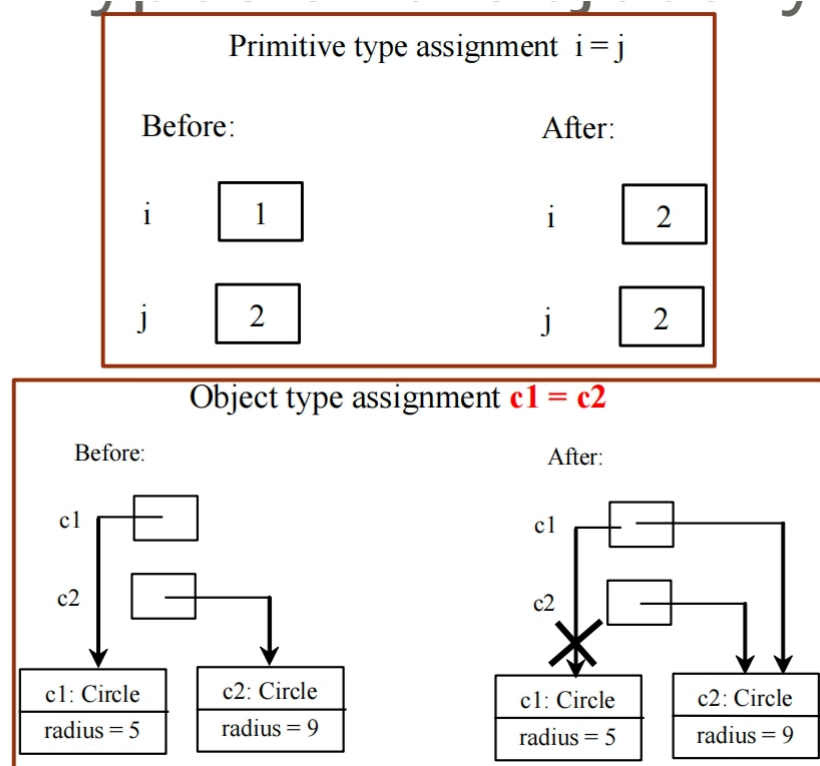 Primitive type assignment i = j
Before:
After:
i 1
i 2
j 2
j 2
Object type assignment c1 = c2
Before:
After:
c1
c1
c2
c2
c1: Circle
radius = 5
c2: Circle
radius = 9
c1: Circle
radius = 5
c2: Circle
radius = 9